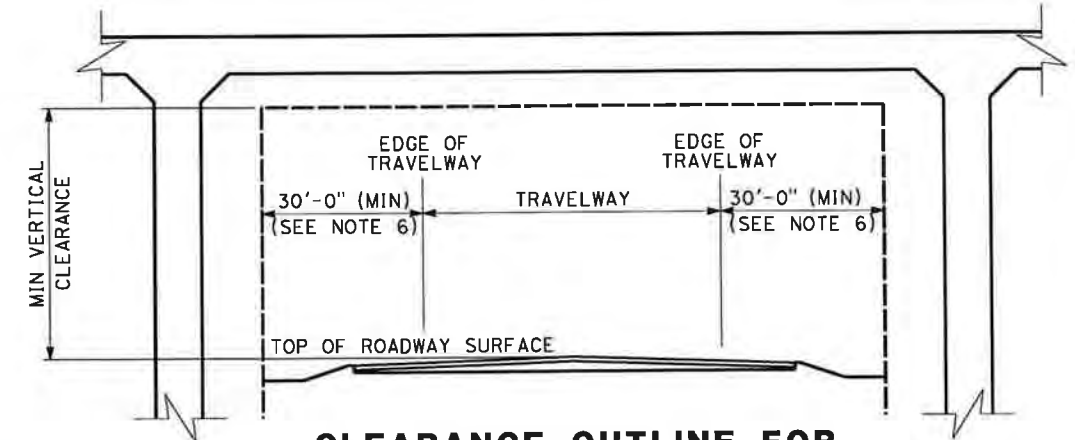 MIN VERTICAL
CLEARANCE
EDGE OF
TRAVELWAY
EDGE OF
TRAVELWAY
30'-0" (MIN)
(SEE NOTE 6)
TRAVELWAY
30'-0" (MIN)
(SEE NOTE 6)
TOP OF ROADWAY SURFACE
CLEARANCE OUTLINE FOR